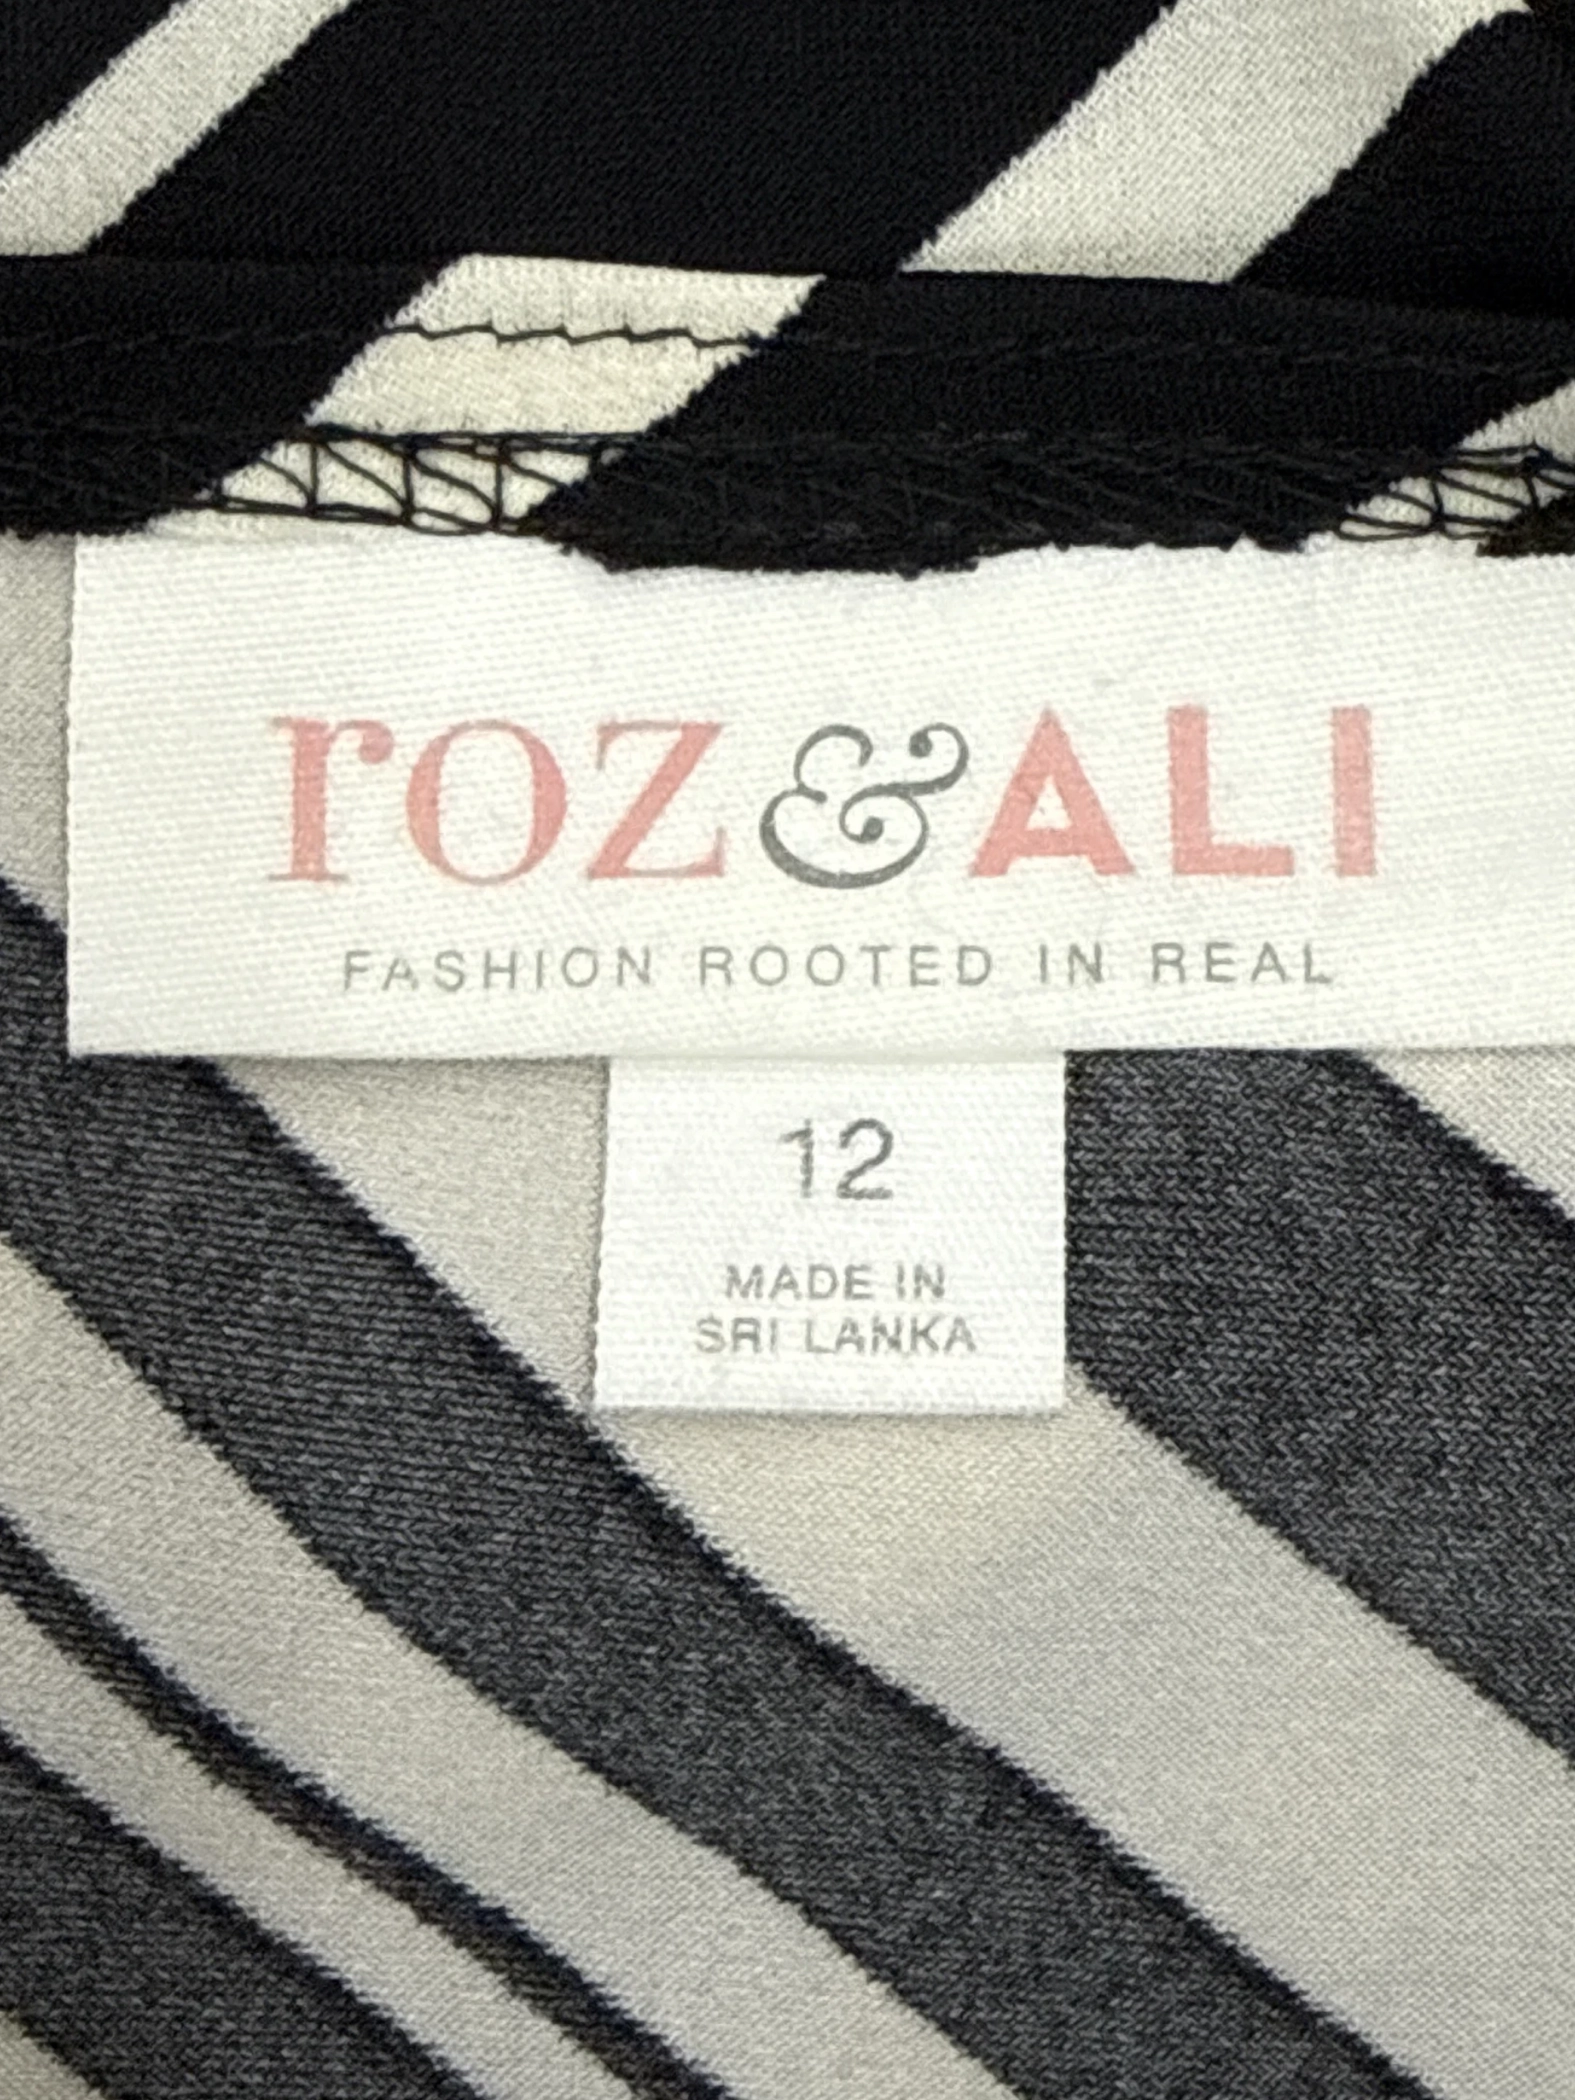 roz&ALI
FASHION ROOTED IN REAL
12
MADE IN
SRI LANKA